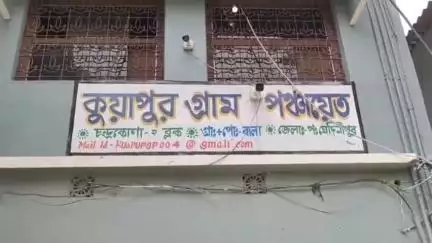 কুয়াপুর গ্রাম পঞ্চায়েত
চন্দ্রকোণা-২ ব্লক গ্রাঃ+পোঃ-বালা জেলাঃ পঃ মেদিনীপুর
Mail id - kuapurgp004 @ gmail.com